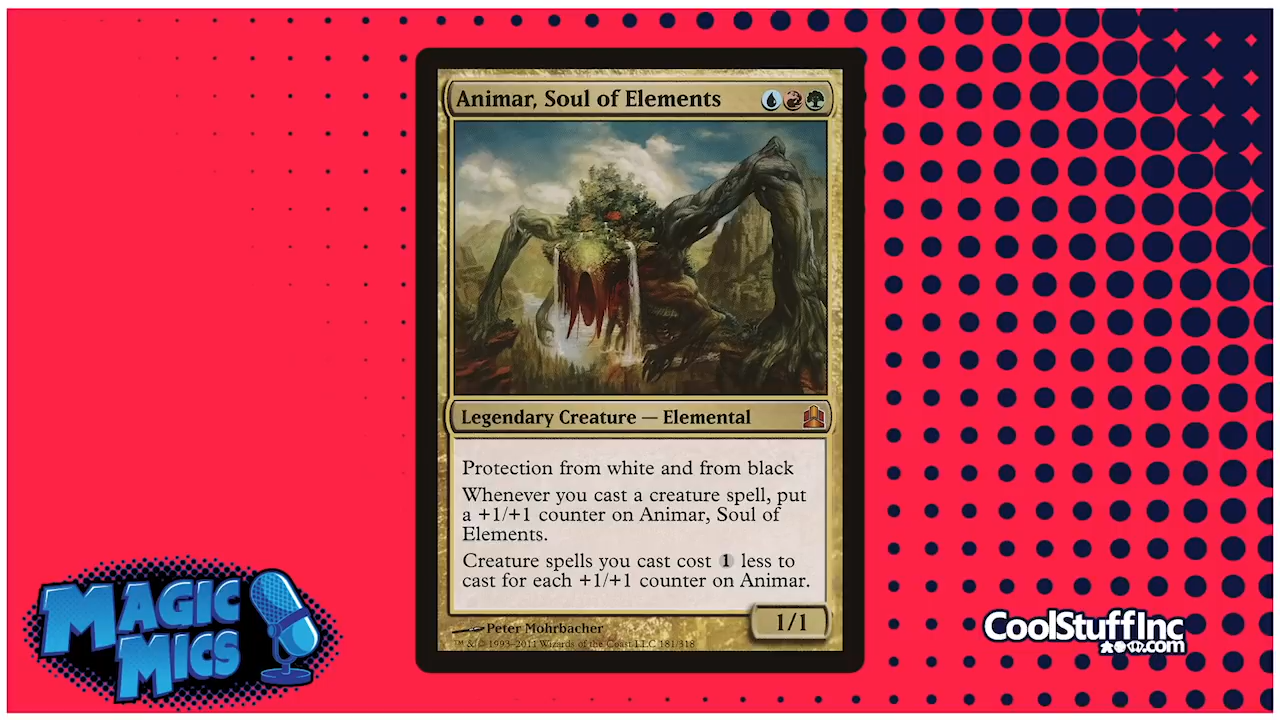 Animar, Soul of Elements
Legendary Creature — Elemental
Protection from white and from black
Whenever you cast a creature spell, put
a +1/+1 counter on Animar, Soul of
Elements.
Creature spells you cast cost 1 less to
cast for each +1/+1 counter on Animar.
1/1
Peter Mohrbacher
™ & © 1993–2011 Wizards of the Coast LLC 181/318
MAGIC
MICS
CoolStuffInc
.com